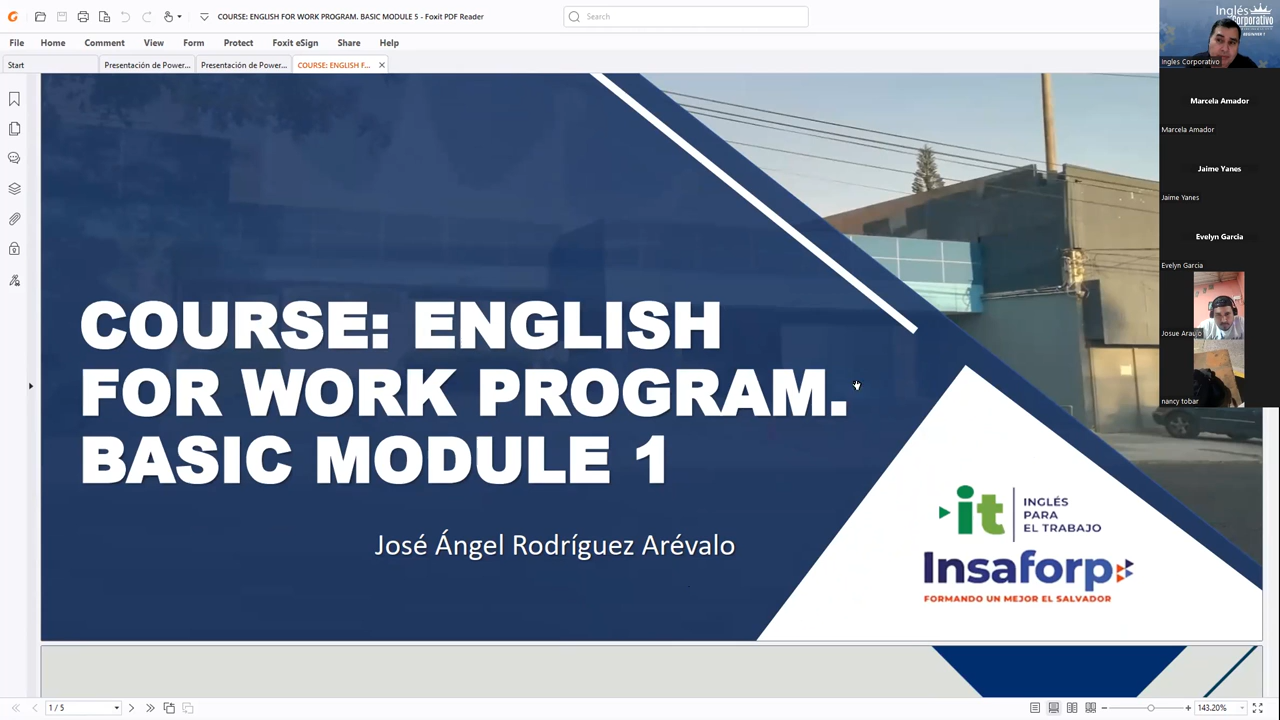 COURSE: ENGLISH FOR WORK PROGRAM. BASIC MODULE 5 - Foxit PDF Reader
Search
File Home Comment View Form Protect Foxit eSign Share Help
Start
Presentación de Power...
Presentación de Power...
COURSE: ENGLISH F...
COURSE: ENGLISH
FOR WORK PROGRAM.
BASIC MODULE 1
José Ángel Rodríguez Arévalo
it
INGLÉS
PARA
EL TRABAJO
Insaforp
FORMANDO UN MEJOR EL SALVADOR
Inglés
Corporativo
BEGINNER 1
Ingles Corporativo
Marcela Amador
Marcela Amador
Jaime Yanes
Jaime Yanes
Evelyn Garcia
Evelyn Garcia
Josue Araujo
nancy tobar
1 / 5
143.20%